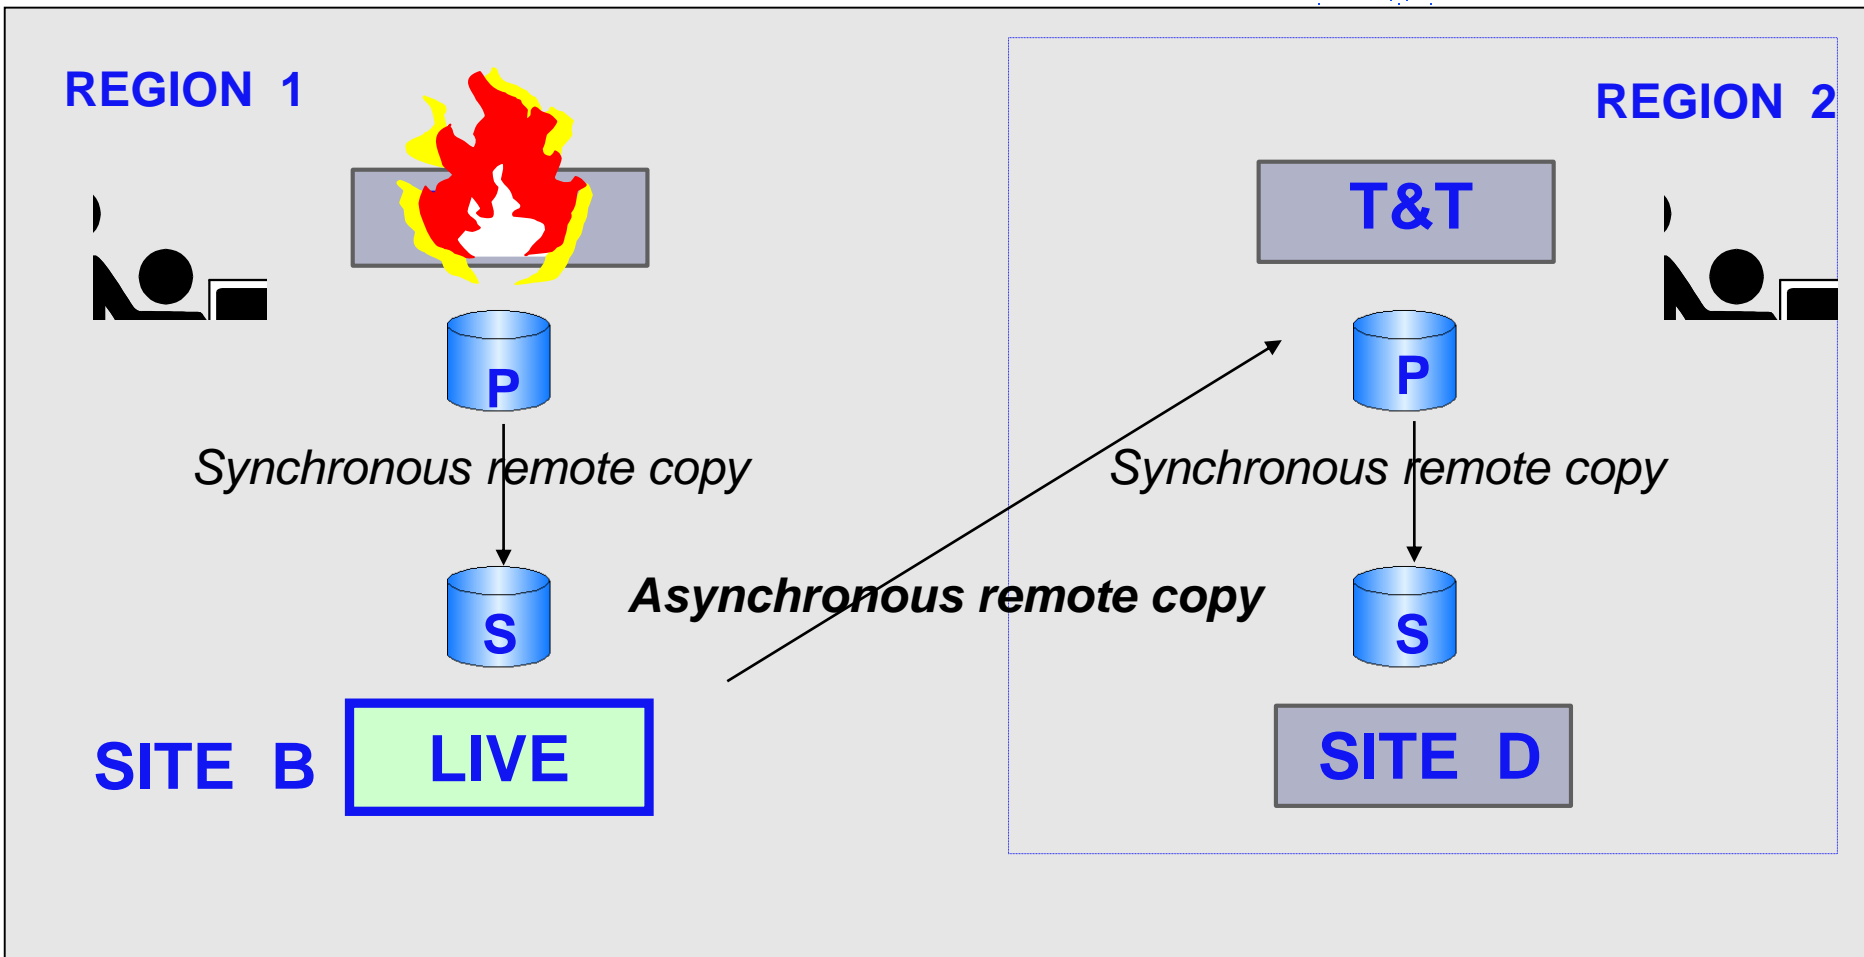 REGION 1
REGION 2
T&T
P
P
Synchronous remote copy
Synchronous remote copy
Asynchronous remote copy
S
S
SITE B
LIVE
SITE D